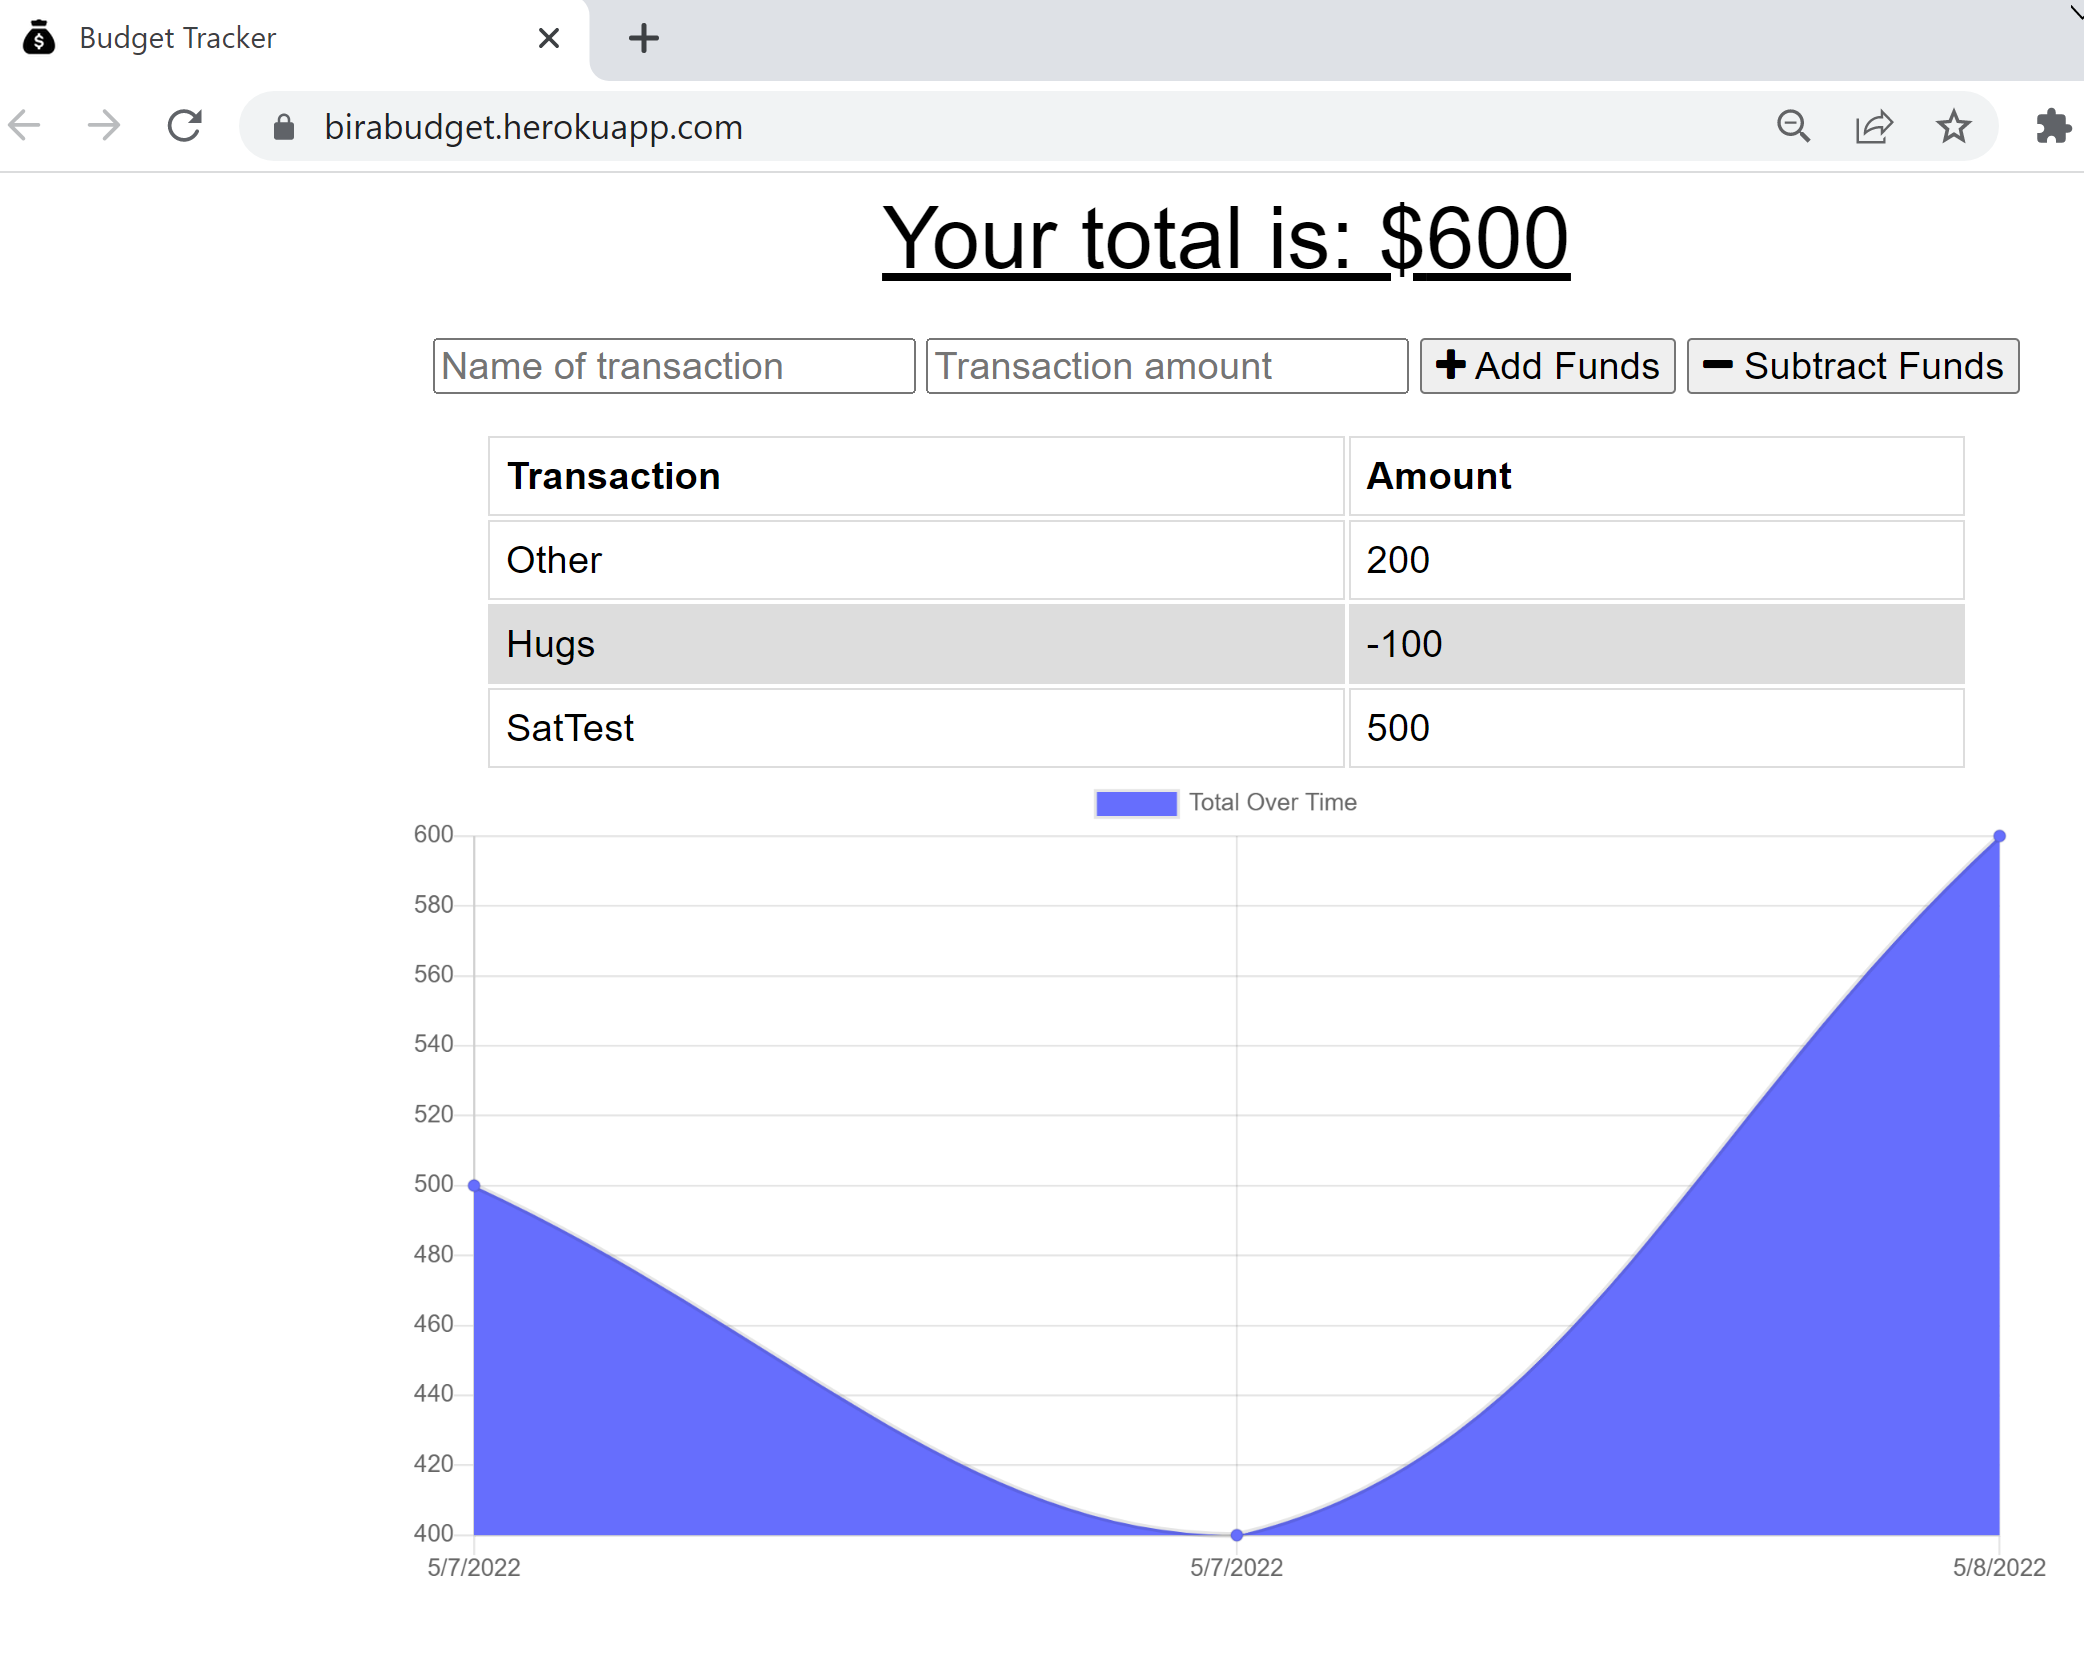 Budget Tracker
birabudget.herokuapp.com
Your total is: $600
Name of transaction Transaction amount Add Funds Subtract Funds
Transaction Amount
Other 200
Hugs -100
SatTest 500
Total Over Time
600
580
560
540
520
500
480
460
440
420
400
5/7/2022 5/7/2022 5/8/2022